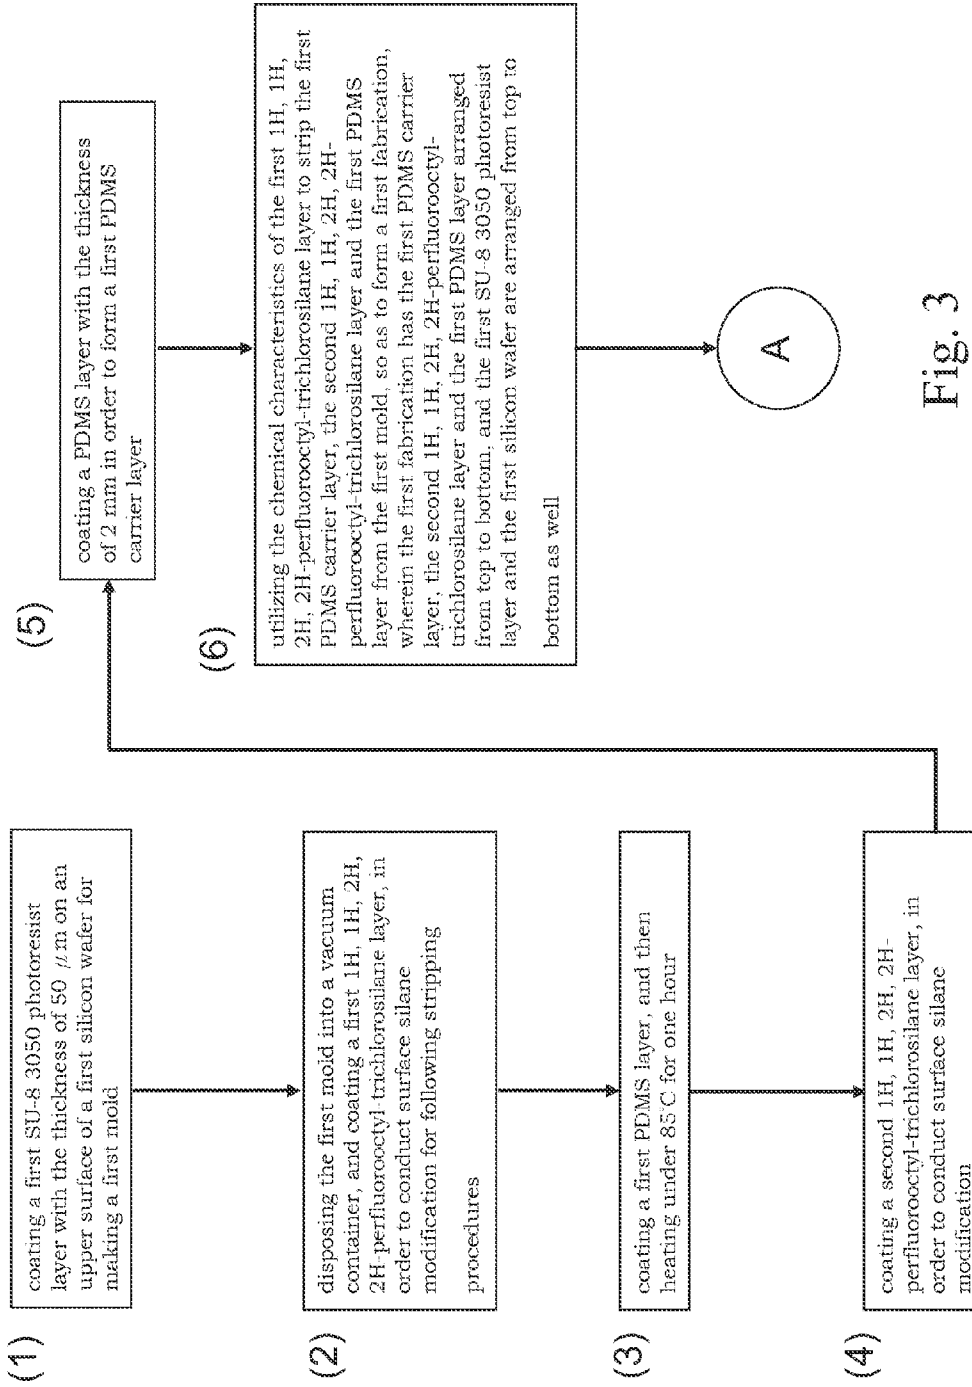 (1)
coating a first SU-8 3050 photoresist
layer with the thickness of 50 μm on an
upper surface of a first silicon wafer for
making a first mold
(2)
disposing the first mold into a vacuum
container, and coating a first 1H, 1H, 2H,
2H-perfluorooctyl-trichlorosilane layer, in
order to conduct surface silane
modification for following stripping
procedures
(3)
coating a first PDMS layer, and then
heating under 85°C for one hour
(4)
coating a second 1H, 1H, 2H, 2H-
perfluorooctyl-trichlorosilane layer, in
order to conduct surface silane
modification
(5)
coating a PDMS layer with the thickness
of 2 mm in order to form a first PDMS
carrier layer
(6)
utilizing the chemical characteristics of the first 1H, 1H,
2H, 2H-perfluorooctyl-trichlorosilane layer to strip the first
PDMS carrier layer, the second 1H, 1H, 2H, 2H-
perfluorooctyl-trichlorosilane layer and the first PDMS
layer from the first mold, so as to form a first fabrication,
wherein the first fabrication has the first PDMS carrier
layer, the second 1H, 1H, 2H, 2H-perfluorooctyl-
trichlorosilane layer and the first PDMS layer arranged
from top to bottom, and the first SU-8 3050 photoresist
layer and the first silicon wafer are arranged from top to
bottom as well
A
Fig. 3